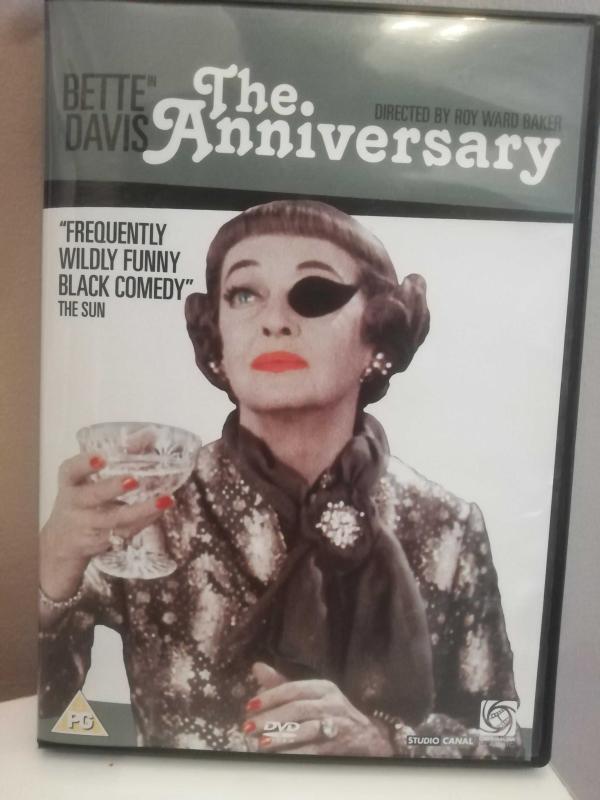 BETTE IN
DAVIS
The
Anniversary
DIRECTED BY ROY WARD BAKER
"FREQUENTLY
WILDLY FUNNY
BLACK COMEDY"
THE SUN
PG
DVD
VIDEO
STUDIO CANAL